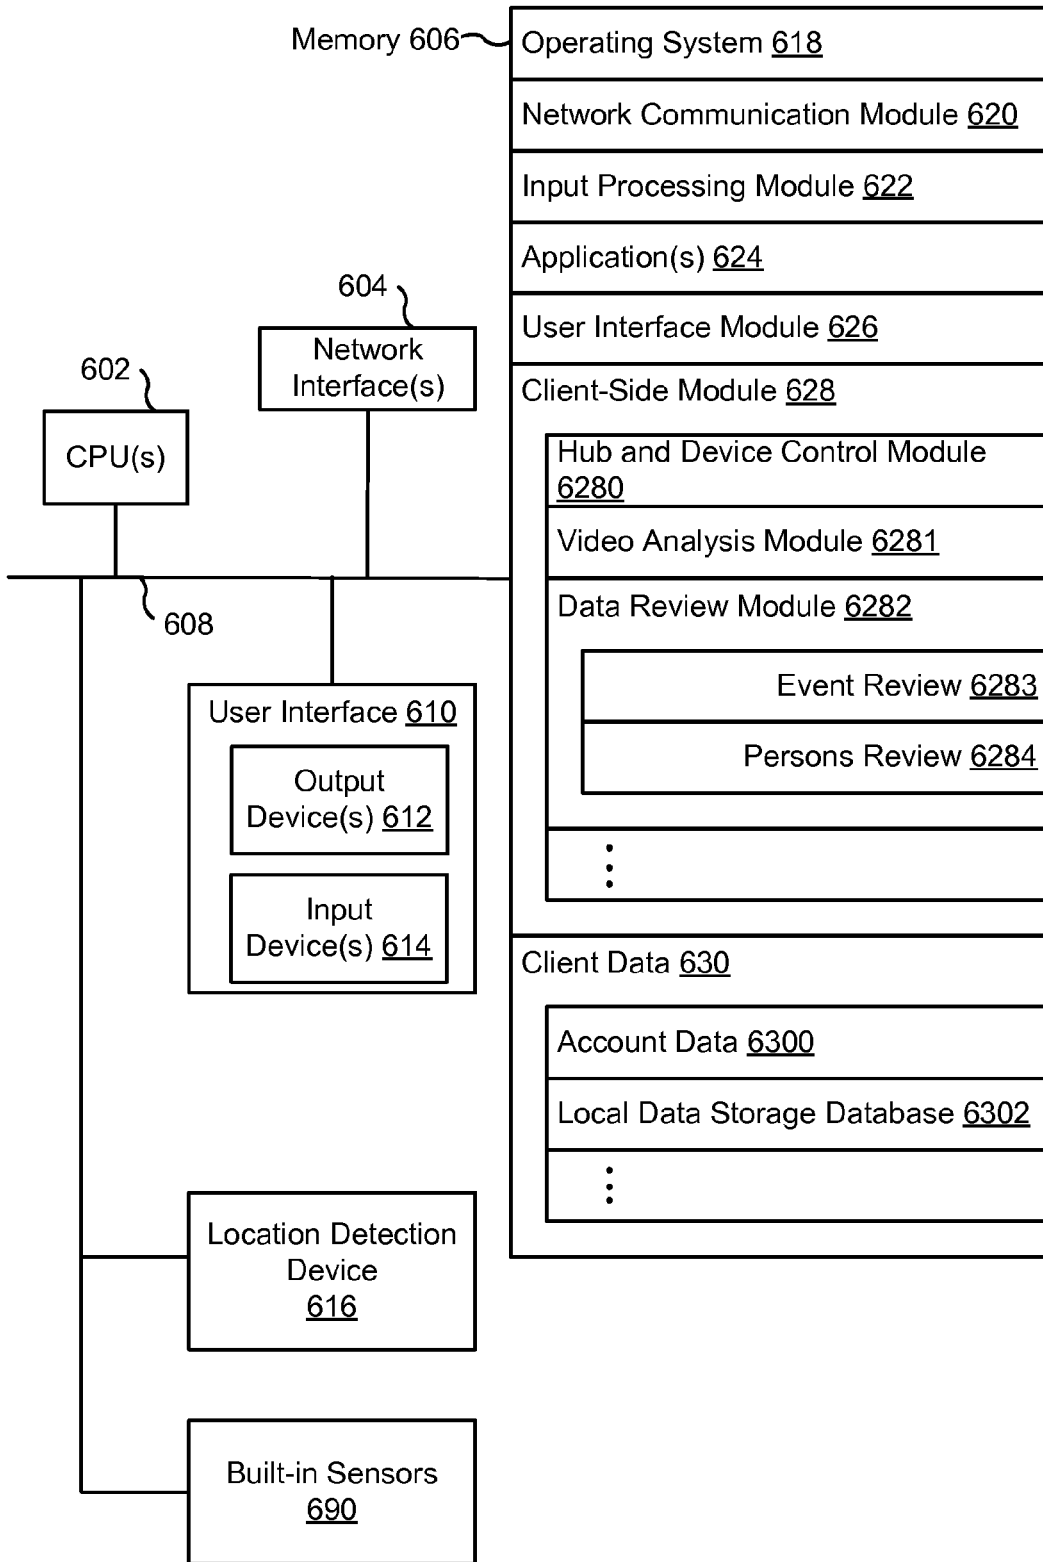 Memory 606
Operating System 618
Network Communication Module 620
Input Processing Module 622
Application(s) 624
User Interface Module 626
Client-Side Module 628
Hub and Device Control Module
6280
Video Analysis Module 6281
Data Review Module 6282
Event Review 6283
Persons Review 6284
Client Data 630
Account Data 6300
Local Data Storage Database 6302
604
Network
Interface(s)
602
CPU(s)
608
User Interface 610
Output
Device(s) 612
Input
Device(s) 614
Location Detection
Device
616
Built-in Sensors
690